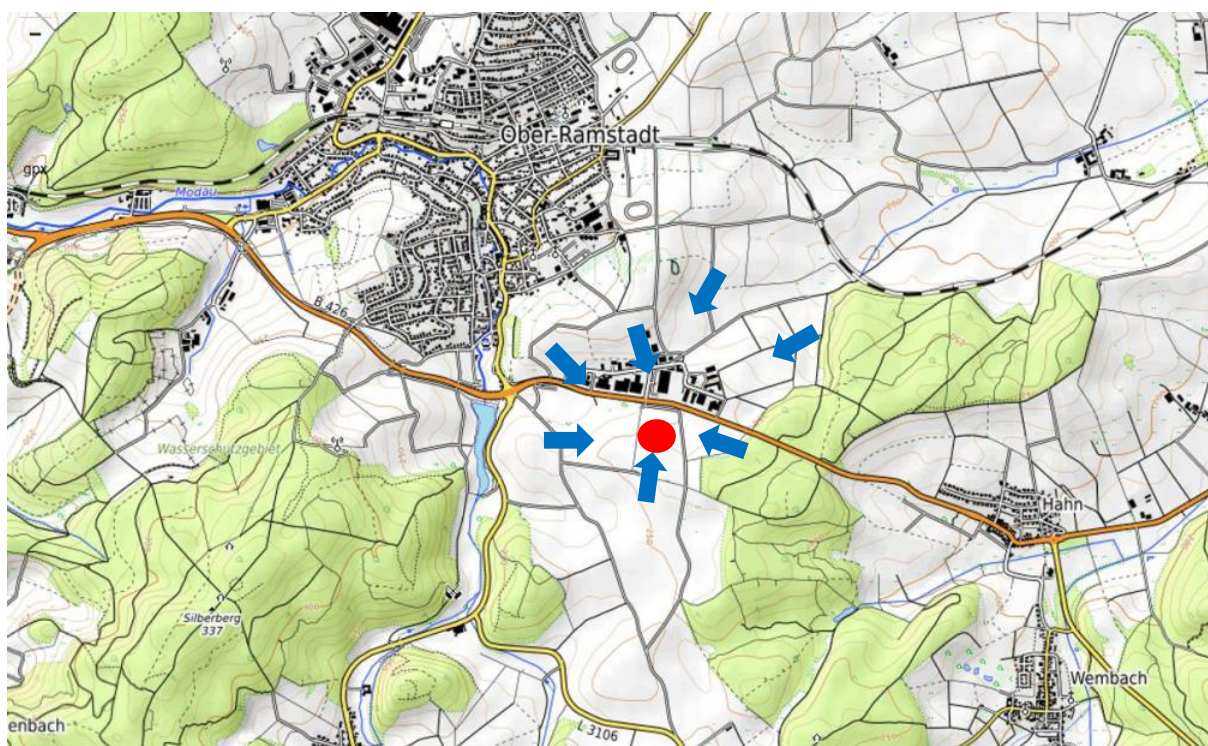 Ober-Ramstadt
gpx
Modau
B 426
Wasserschutzgebiet
Hahn
Silberberg
337
Wembach
enbach
L 3106